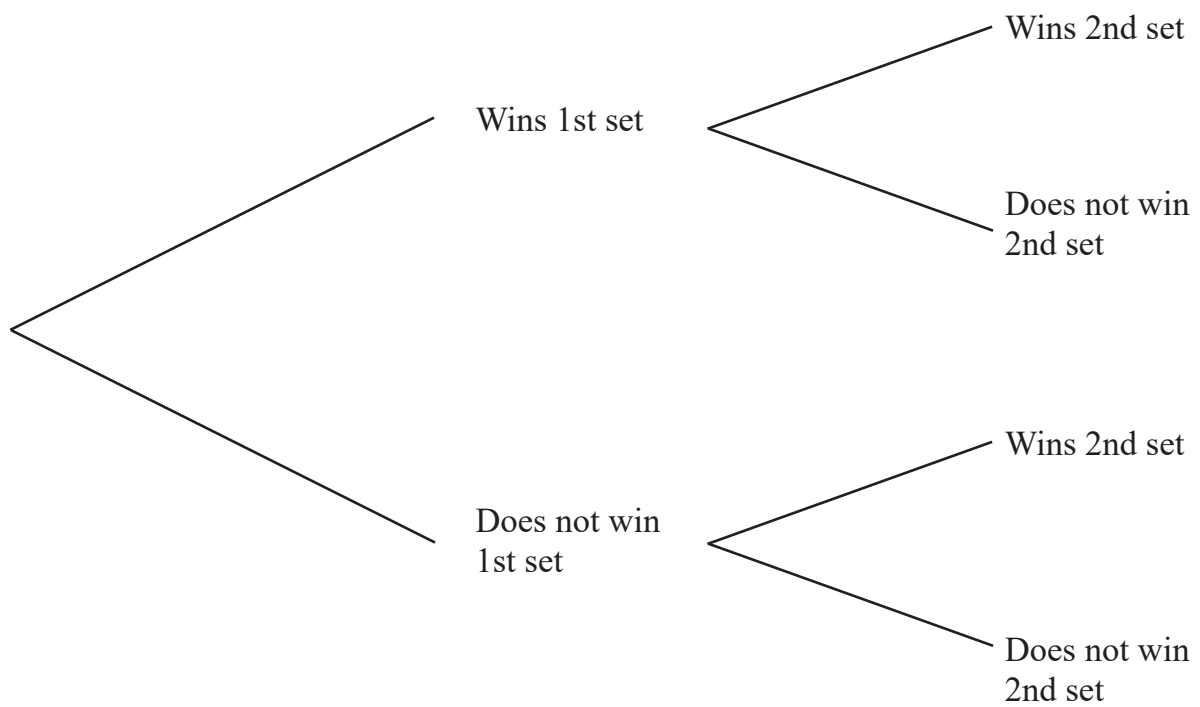 Wins 2nd set
Wins 1st set
Does not win
2nd set
Wins 2nd set
Does not win
1st set
Does not win
2nd set